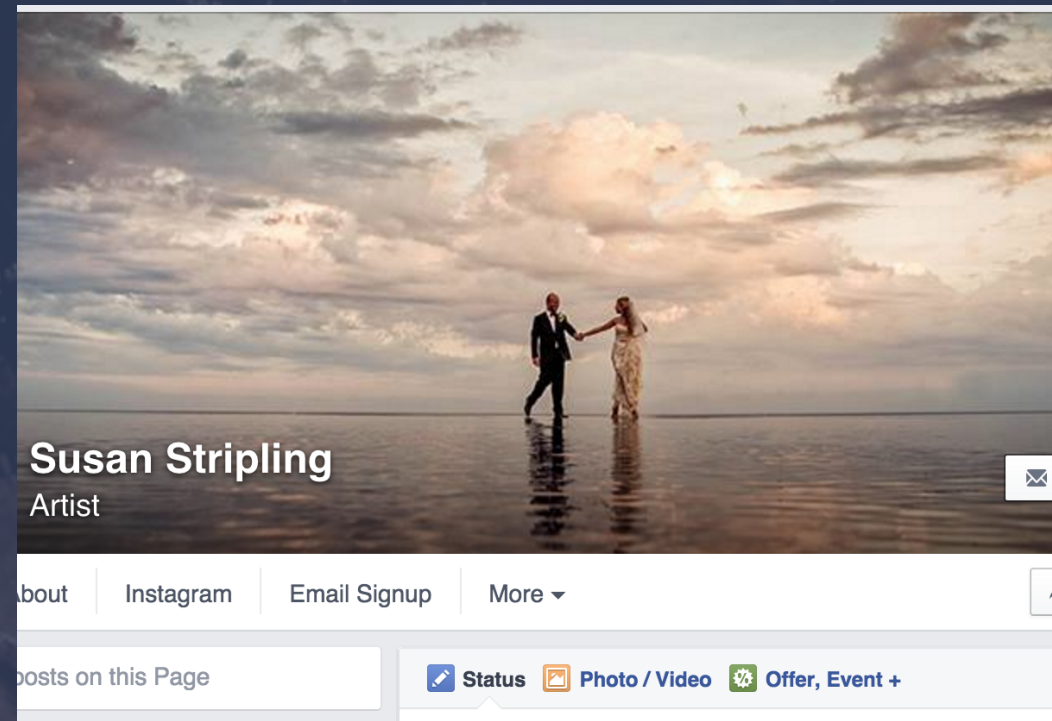 Susan Stripling
Artist
About Instagram Email Signup More
posts on this Page
Status Photo / Video Offer, Event +